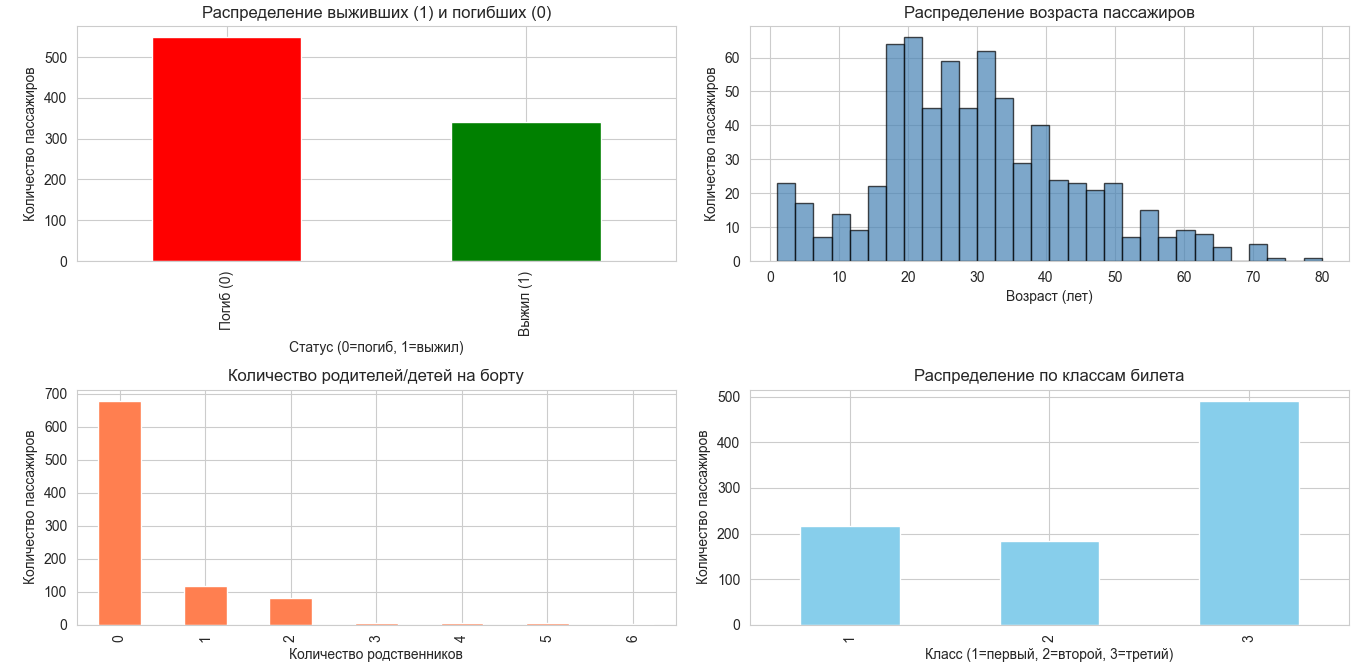 Распределение выживших (1) и погибших (0)
Количество пассажиров
500
400
300
200
100
0
Погиб (0)
Выжил (1)
Статус (0=погиб, 1=выжил)
Распределение возраста пассажиров
Количество пассажиров
60
50
40
30
20
10
0
0 10 20 30 40 50 60 70 80
Возраст (лет)
Количество родителей/детей на борту
Количество пассажиров
700
600
500
400
300
200
100
0
0 1 2 3 4 5 6
Количество родственников
Распределение по классам билета
Количество пассажиров
500
400
300
200
100
0
1 2 3
Класс (1=первый, 2=второй, 3=третий)